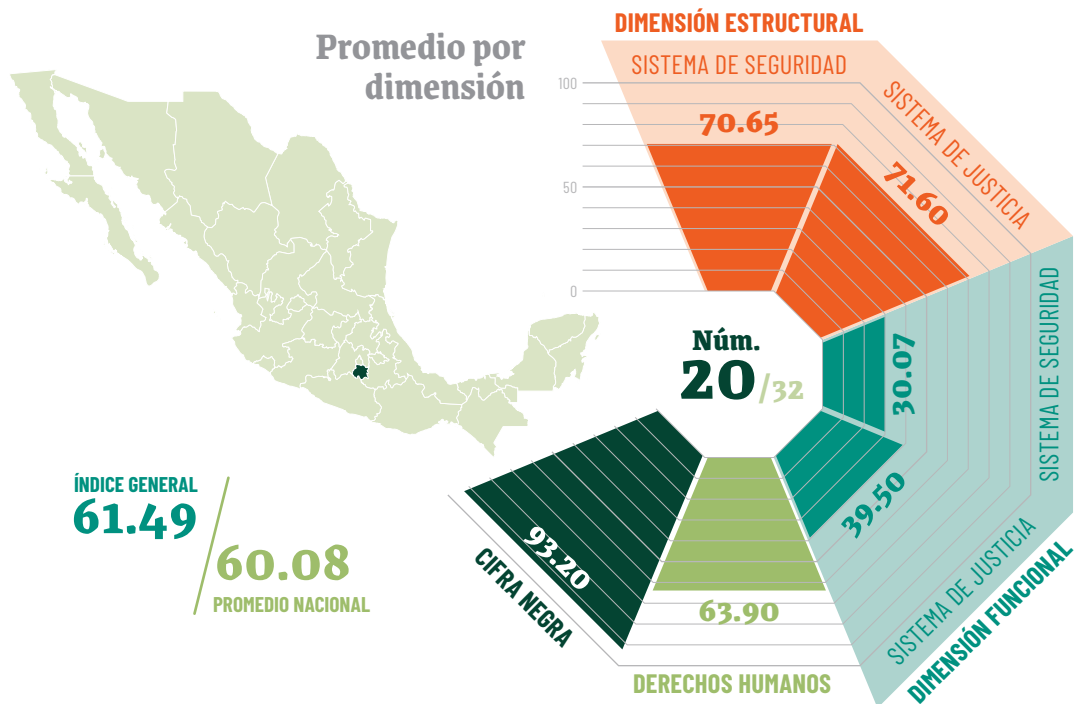 Promedio por
dimensión
DIMENSIÓN ESTRUCTURAL
SISTEMA DE SEGURIDAD
SISTEMA DE JUSTICIA
100
50
0
70.65
71.60
SISTEMA DE SEGURIDAD
30.07
39.50
SISTEMA DE JUSTICIA
DIMENSIÓN FUNCIONAL
Núm.
20/32
63.90
DERECHOS HUMANOS
93.20
CIFRA NEGRA
ÍNDICE GENERAL
61.49
60.08
PROMEDIO NACIONAL